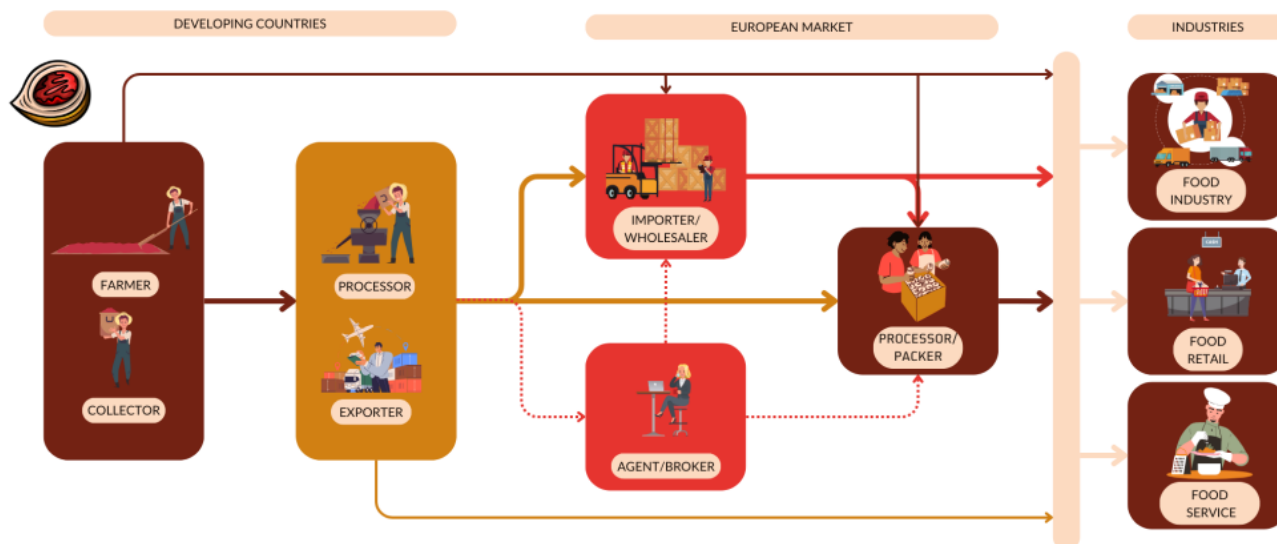 DEVELOPING COUNTRIES
EUROPEAN MARKET
INDUSTRIES
FARMER
COLLECTOR
PROCESSOR
EXPORTER
IMPORTER/
WHOLESALER
AGENT/BROKER
PROCESSOR/
PACKER
FOOD
INDUSTRY
FOOD
RETAIL
FOOD
SERVICE